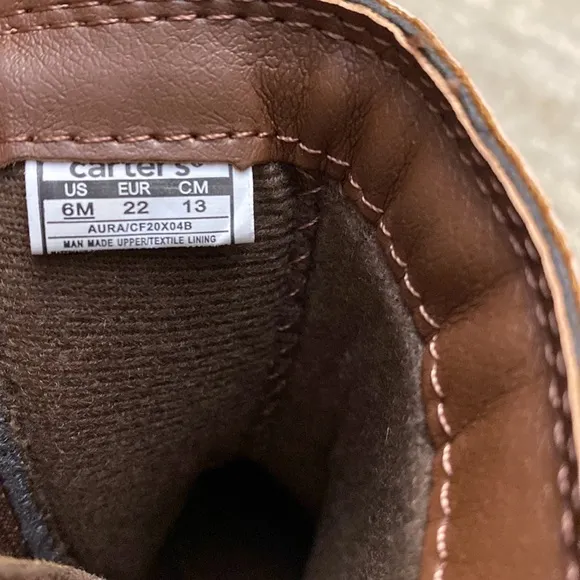 carter's®
US EUR CM
6M 22 13
AURA/CF20X04B
MAN MADE UPPER/TEXTILE LINING